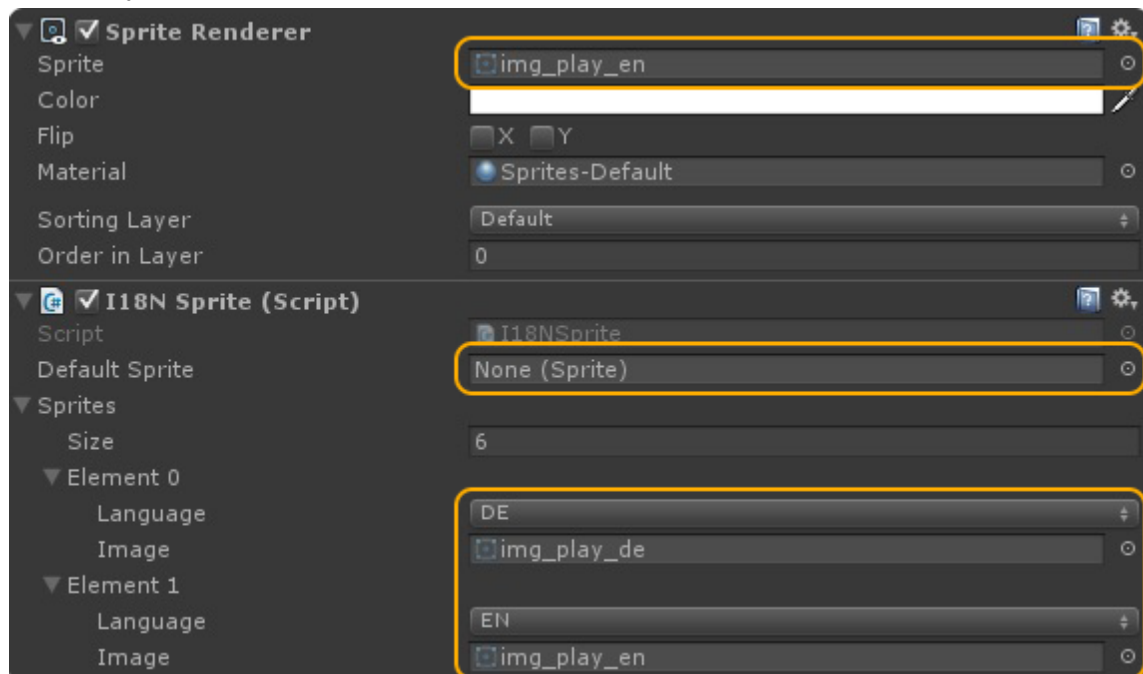 Sprite Renderer
Sprite img_play_en
Color
Flip X Y
Material Sprites-Default
Sorting Layer Default
Order in Layer 0
I18N Sprite (Script)
Script I18NSprite
Default Sprite None (Sprite)
Sprites
Size 6
Element 0
Language DE
Image img_play_de
Element 1
Language EN
Image img_play_en